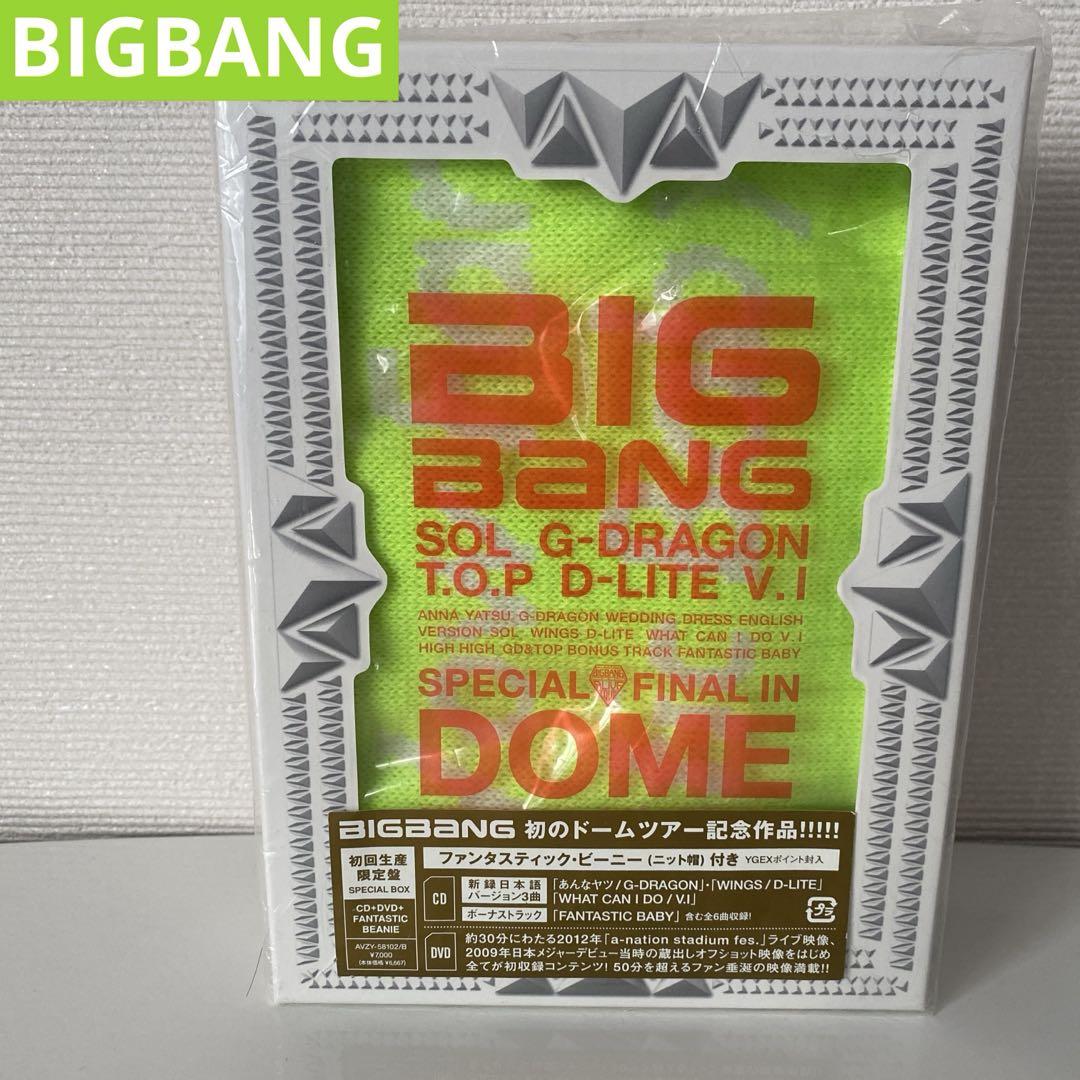 BIGBANG
BIG
BANG
SOL G-DRAGON
T.O.P D-LITE V.I
ANNA YATSU G-DRAGON WEDDING DRESS ENGLISH
VERSION SOL WINGS D-LITE WHAT CAN I DO V.I
HIGH HIGH GD&TOP BONUS TRACK FANTASTIC BABY
SPECIAL BIGBANG ALIVE FINAL IN
DOME
BIGBANG 初のドームツアー記念作品!!!!!
初回生産
限定盤
SPECIAL BOX
CD+DVD+
FANTASTIC
BEANIE
AVZY-58102/B
¥7,000
(本体価格 ¥6,667)
ファンタスティック・ビーニー (ニット帽) 付き YGEXポイント封入
CD
新録日本語
バージョン3曲
「あんなヤツ/G-DRAGON」・「WINGS/D-LITE」
「WHAT CAN I DO/V.I」
ボーナストラック
「FANTASTIC BABY」 含む全6曲収録!
プラ
DVD
約30分にわたる2012年「a-nation stadium fes.」ライブ映像、
2009年日本メジャーデビュー当時の蔵出しオフショット映像をはじめ
全てが初収録コンテンツ! 50分を超えるファン垂涎の映像満載!!